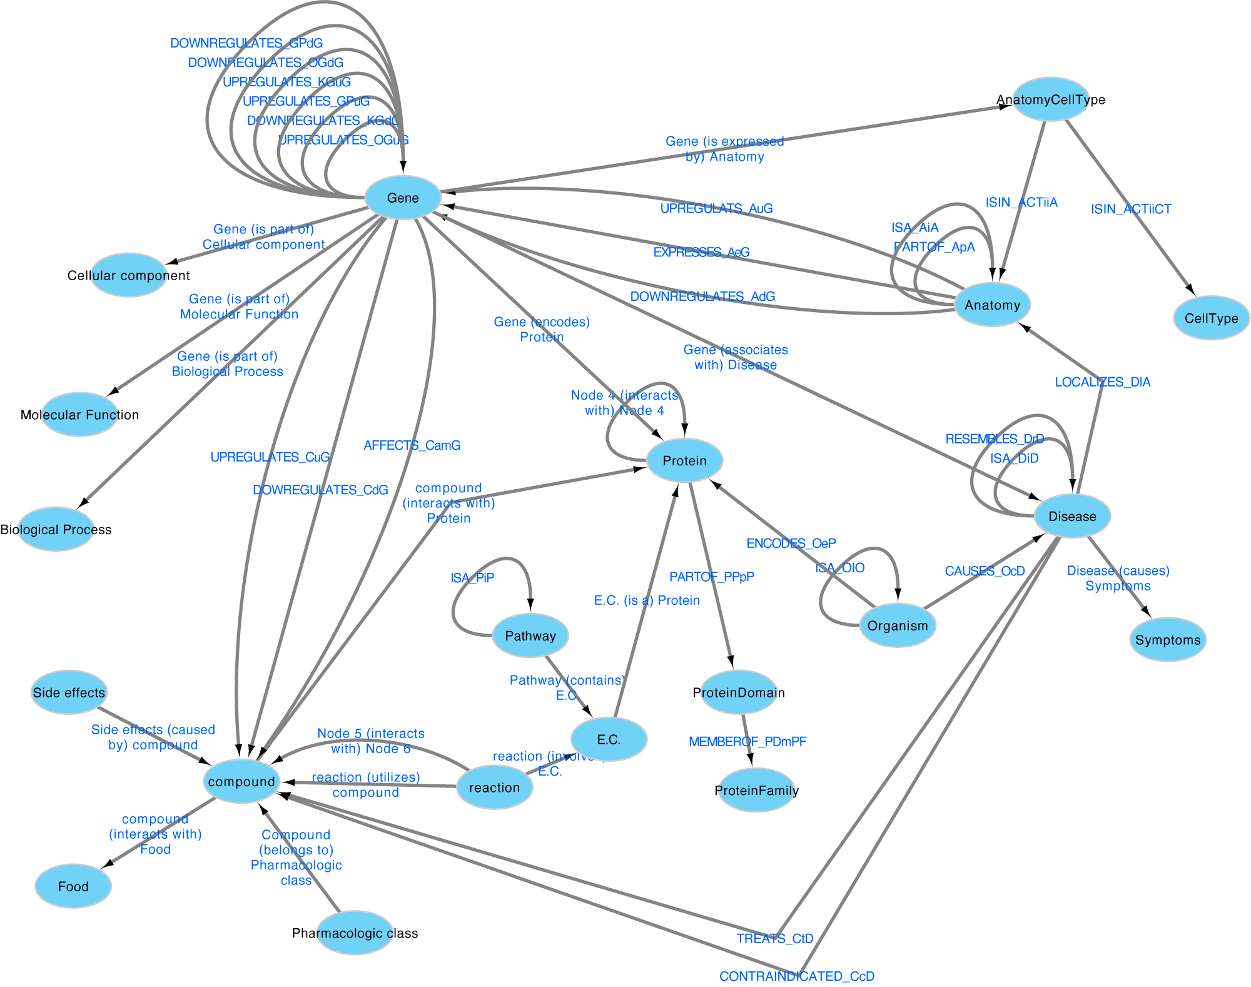 DOWNREGULATES_GPdG
DOWNREGULATES_OGdG
UPREGULATES_KGuG
UPREGULATES_GPuG
DOWNREGULATES_KGdG
UPREGULATES_OGuG
AnatomyCellType
Gene (is expressed
by) Anatomy
Gene
UPREGULATS_AuG
ISIN_ACTiiA
ISIN_ACTiiCT
ISA_AiA
PARTOF_ApA
EXPRESSES_AeG
Gene (is part of)
Cellular component
Cellular component
DOWNREGULATES_AdG
Anatomy
CellType
Gene (is part of)
Molecular Function
Gene (encodes)
Protein
Gene (associates
with) Disease
Gene (is part of)
Biological Process
LOCALIZES_DlA
Node 4 (interacts
with) Node 4
Molecular Function
RESEMBLES_DrD
ISA_DiD
AFFECTS_CamG
UPREGULATES_CuG
DOWREGULATES_CdG
Protein
compound
(interacts with)
Protein
Disease
Biological Process
ENCODES_OeP
ISA_OIO
CAUSES_OcD
Disease (causes)
Symptoms
ISA_PiP
PARTOF_PPpP
E.C. (is a) Protein
Pathway
Organism
Symptoms
Pathway (contains)
E.C.
Side effects
ProteinDomain
Side effects (caused
by) compound
Node 5 (interacts
with) Node 6
E.C.
MEMBEROF_PDmPF
reaction (involves)
E.C.
compound
reaction (utilizes)
compound
reaction
ProteinFamily
compound
(interacts with)
Food
Compound
(belongs to)
Pharmacologic
class
Food
Pharmacologic class
TREATS_CtD
CONTRAINDICATED_CcD